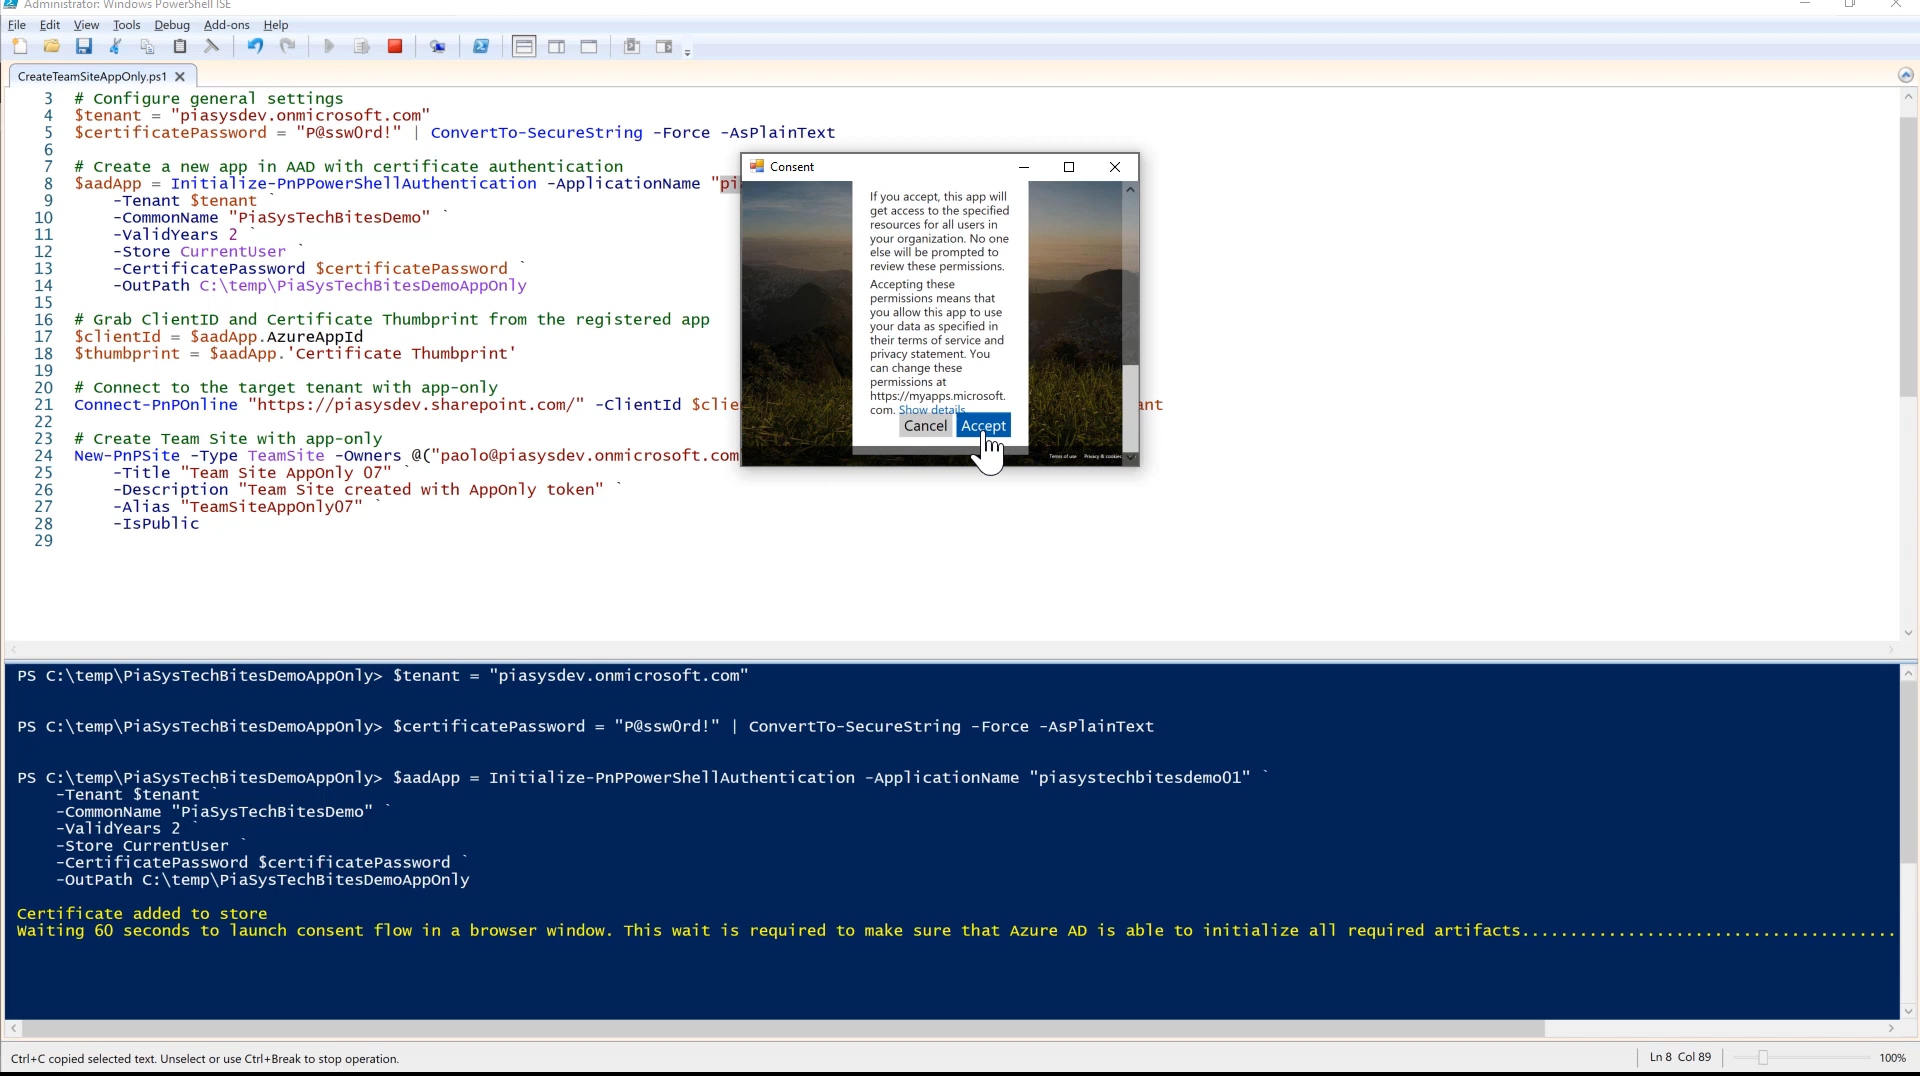 Administrator: Windows PowerShell ISE
File Edit View Tools Debug Add-ons Help
CreateTeamSiteAppOnly.ps1
3 # Configure general settings
4 $tenant = "piasysdev.onmicrosoft.com"
5 $certificatePassword = "P@ssw0rd!" | ConvertTo-SecureString -Force -AsPlainText
6
7 # Create a new app in AAD with certificate authentication
8 $aadApp = Initialize-PnPPowerShellAuthentication -ApplicationName "pi
9 -Tenant $tenant `
10 -CommonName "PiaSysTechBitesDemo" `
11 -ValidYears 2 `
12 -Store CurrentUser `
13 -CertificatePassword $certificatePassword `
14 -OutPath C:\temp\PiaSysTechBitesDemoAppOnly
15
16 # Grab ClientID and Certificate Thumbprint from the registered app
17 $clientId = $aadApp.AzureAppId
18 $thumbprint = $aadApp.'Certificate Thumbprint'
19
20 # Connect to the target tenant with app-only
21 Connect-PnPOnline "https://piasysdev.sharepoint.com/" -ClientId $clie ant
22
23 # Create Team Site with app-only
24 New-PnPSite -Type TeamSite -Owners @("paolo@piasysdev.onmicrosoft.com
25 -Title "Team Site AppOnly 07" `
26 -Description "Team Site created with AppOnly token" `
27 -Alias "TeamSiteAppOnly07" `
28 -IsPublic
29
Consent
If you accept, this app will
get access to the specified
resources for all users in
your organization. No one
else will be prompted to
review these permissions.
Accepting these
permissions means that
you allow this app to use
your data as specified in
their terms of service and
privacy statement. You
can change these
permissions at
https://myapps.microsoft.
com. Show details
Cancel Accept
Terms of use Privacy & cookies
PS C:\temp\PiaSysTechBitesDemoAppOnly> $tenant = "piasysdev.onmicrosoft.com"
PS C:\temp\PiaSysTechBitesDemoAppOnly> $certificatePassword = "P@ssw0rd!" | ConvertTo-SecureString -Force -AsPlainText
PS C:\temp\PiaSysTechBitesDemoAppOnly> $aadApp = Initialize-PnPPowerShellAuthentication -ApplicationName "piasystechbitesdemo01" `
-Tenant $tenant `
-CommonName "PiaSysTechBitesDemo" `
-ValidYears 2 `
-Store CurrentUser `
-CertificatePassword $certificatePassword `
-OutPath C:\temp\PiaSysTechBitesDemoAppOnly
Certificate added to store
Waiting 60 seconds to launch consent flow in a browser window. This wait is required to make sure that Azure AD is able to initialize all required artifacts.......................................
Ctrl+C copied selected text. Unselect or use Ctrl+Break to stop operation.
Ln 8 Col 89
100%